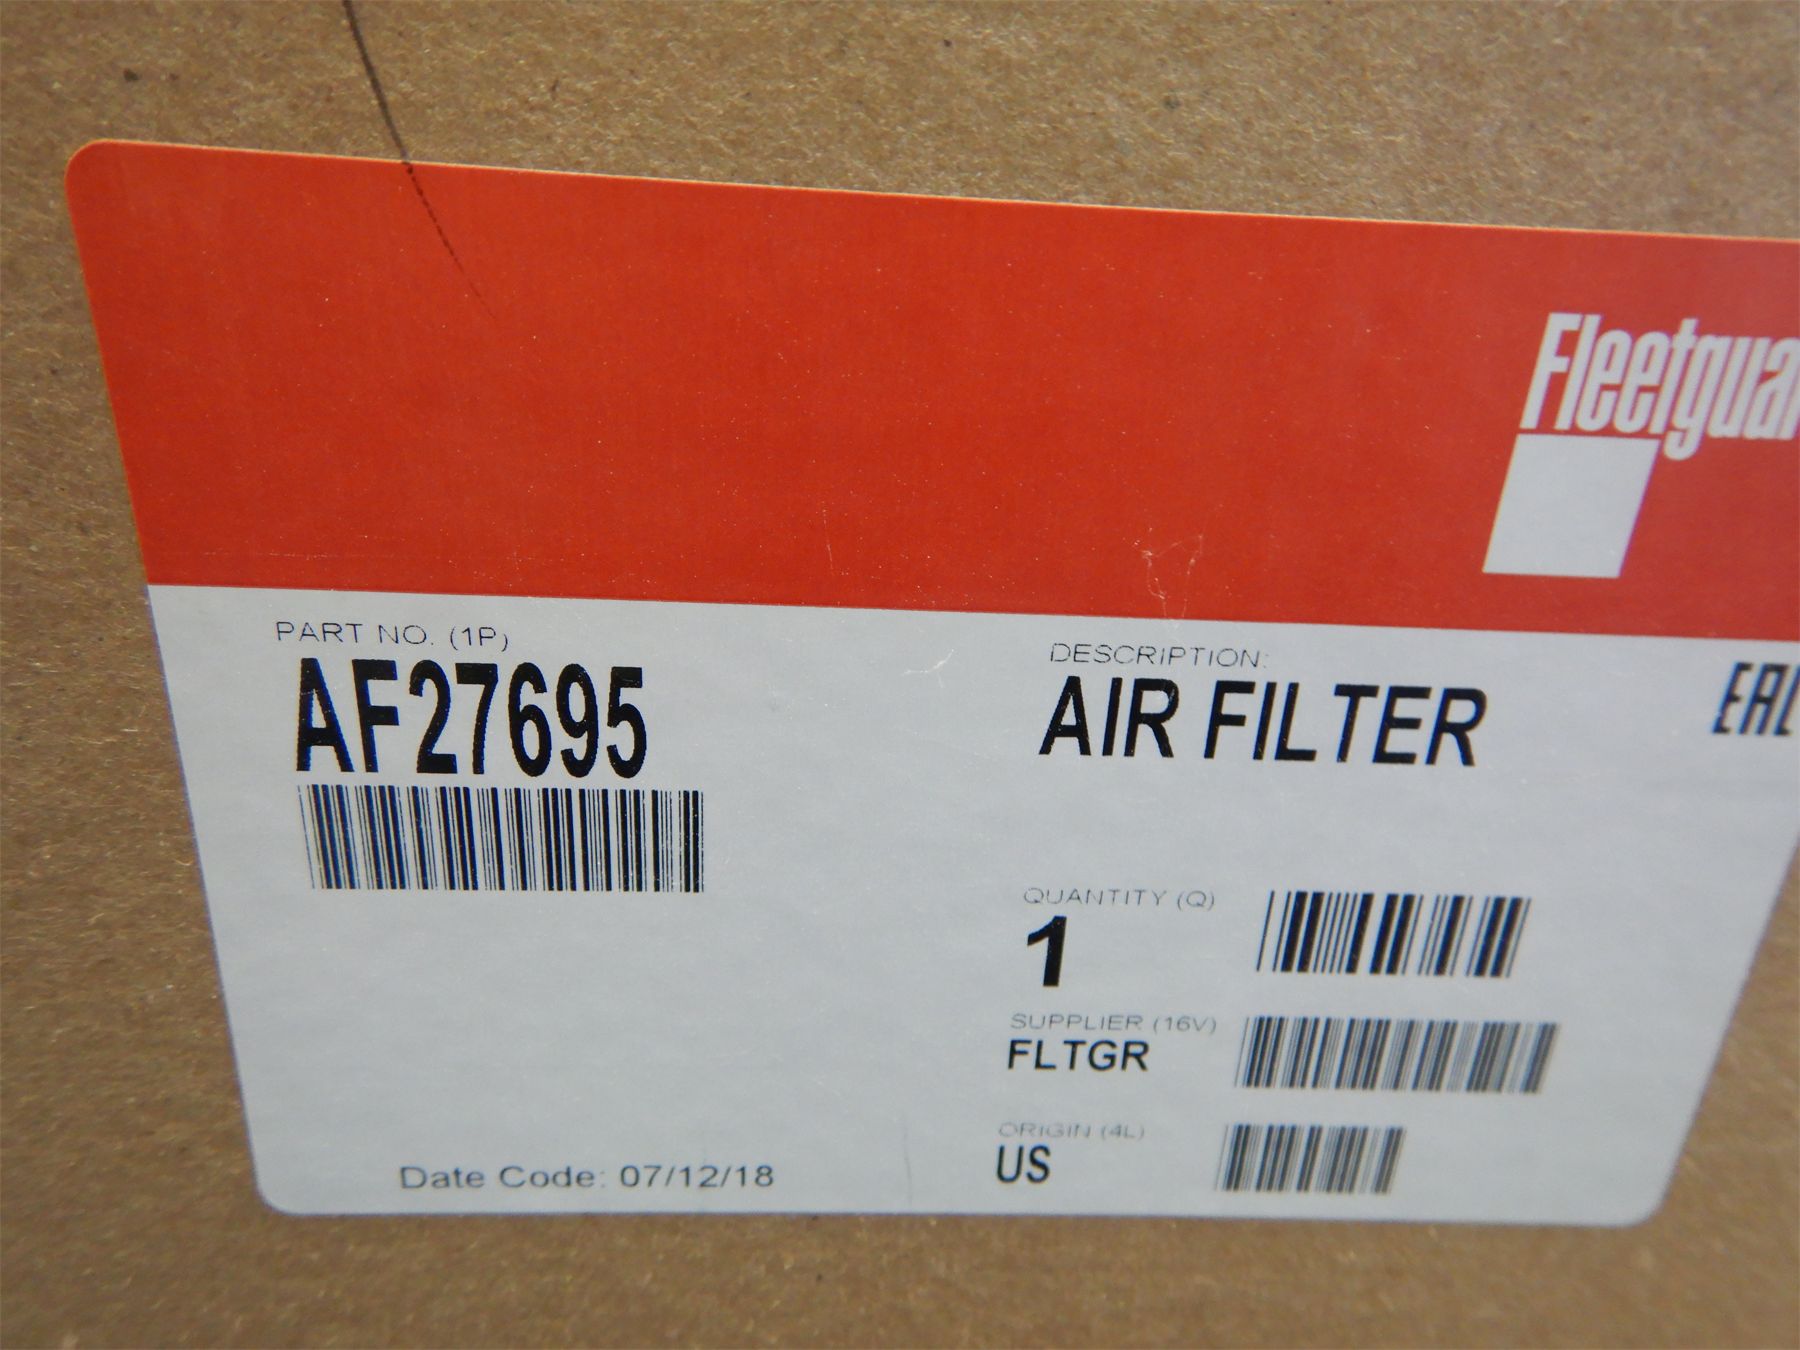 Fleetguar
PART NO. (1P)
AF27695
DESCRIPTION:
AIR FILTER
EAC
QUANTITY (Q)
1
SUPPLIER (16V)
FLTGR
ORIGIN (4L)
US
Date Code: 07/12/18